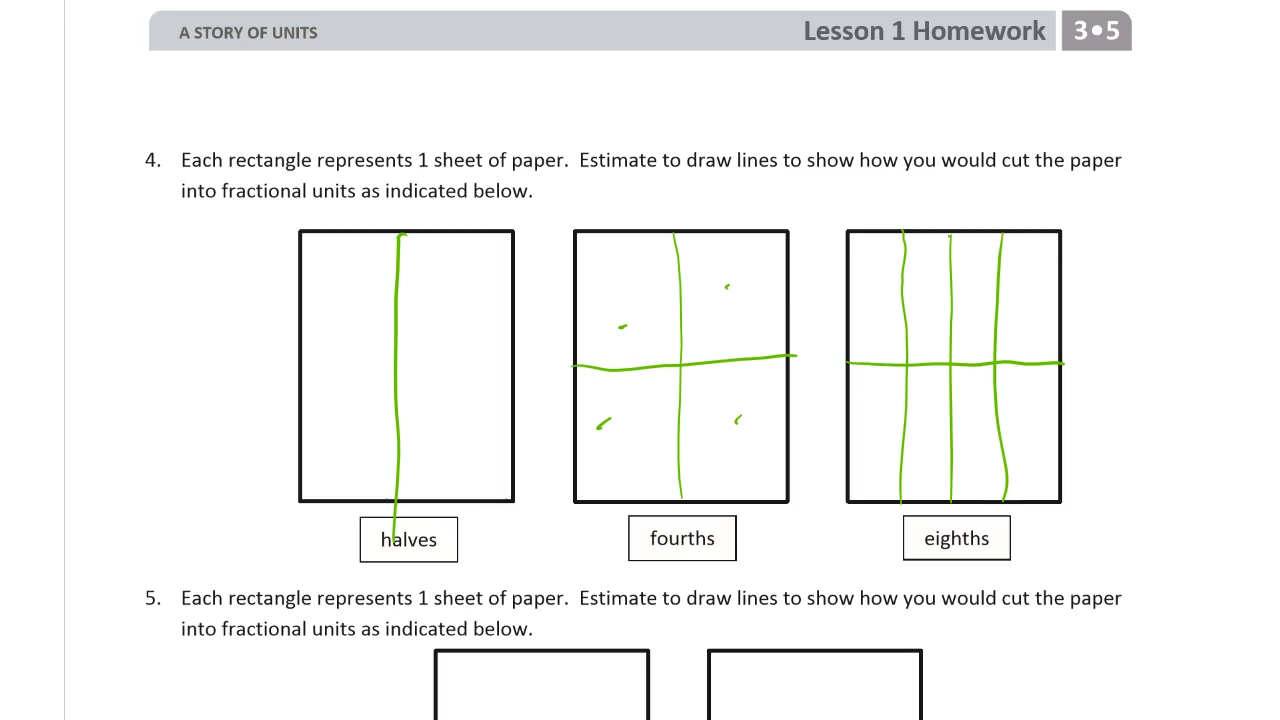 A STORY OF UNITS
Lesson 1 Homework
3•5
4. Each rectangle represents 1 sheet of paper. Estimate to draw lines to show how you would cut the paper
into fractional units as indicated below.
halves
fourths
eighths
5. Each rectangle represents 1 sheet of paper. Estimate to draw lines to show how you would cut the paper
into fractional units as indicated below.